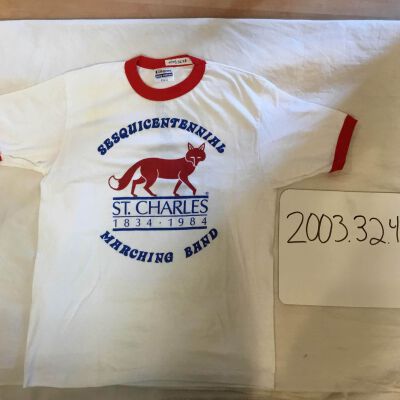 SESQUICENTENNIAL
ST. CHARLES
1834 · 1984
MARCHING BAND
2003.32.4